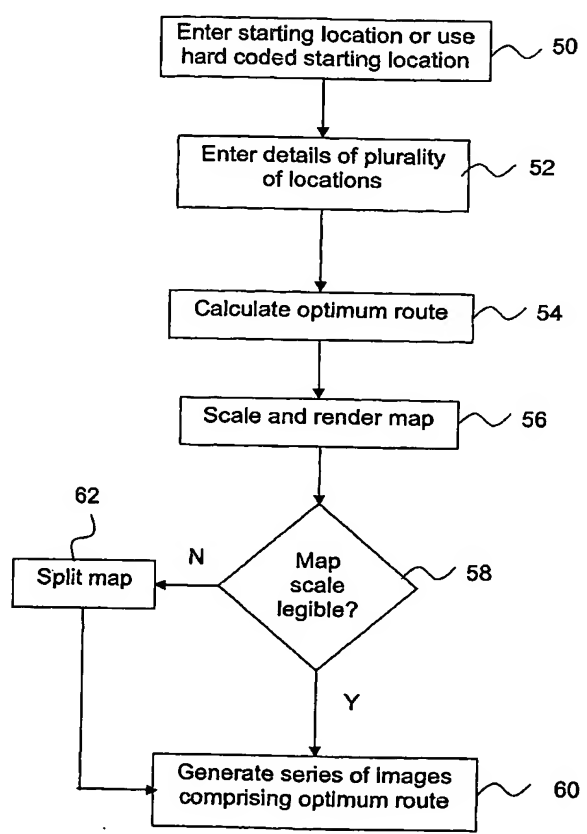 Enter starting location or use
hard coded starting location
50
Enter details of plurality
of locations
52
Calculate optimum route
54
Scale and render map
56
62
N
Split map
Map
scale
legible?
58
Y
Generate series of images
comprising optimum route
60